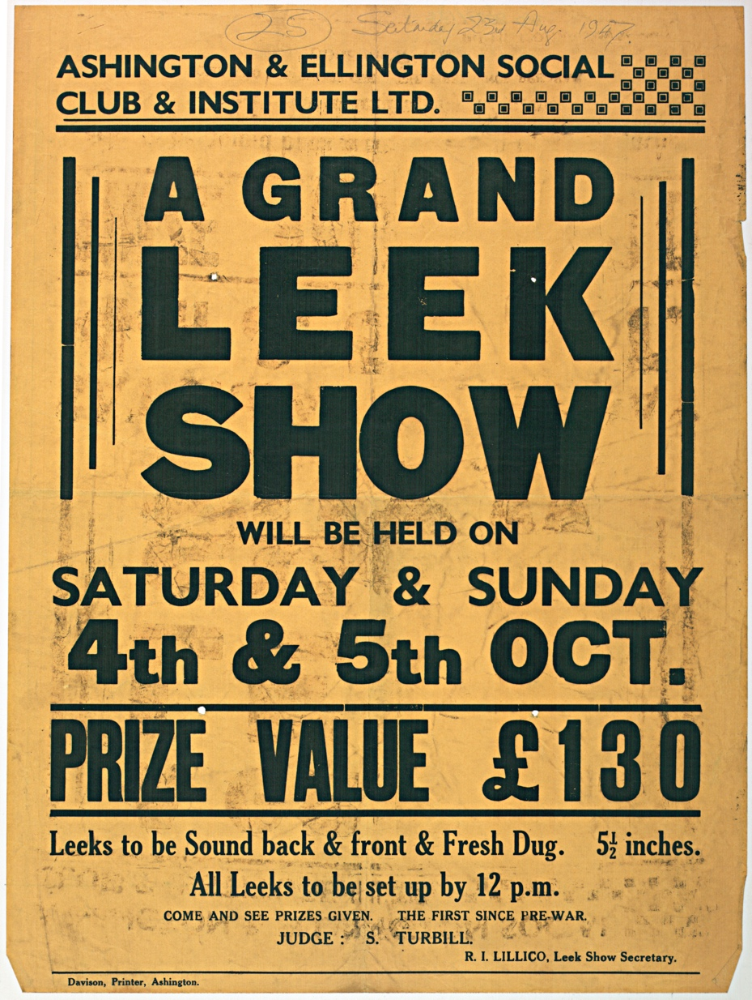 25 Saturday 23rd Aug. 1947.
ASHINGTON & ELLINGTON SOCIAL
CLUB & INSTITUTE LTD.
A GRAND
LEEK
SHOW
WILL BE HELD ON
SATURDAY & SUNDAY
4th & 5th OCT.
PRIZE VALUE £130
Leeks to be Sound back & front & Fresh Dug. 5½ inches.
All Leeks to be set up by 12 p.m.
COME AND SEE PRIZES GIVEN. THE FIRST SINCE PRE-WAR.
JUDGE : S. TURBILL.
R. I. LILLICO, Leek Show Secretary.
Davison, Printer, Ashington.